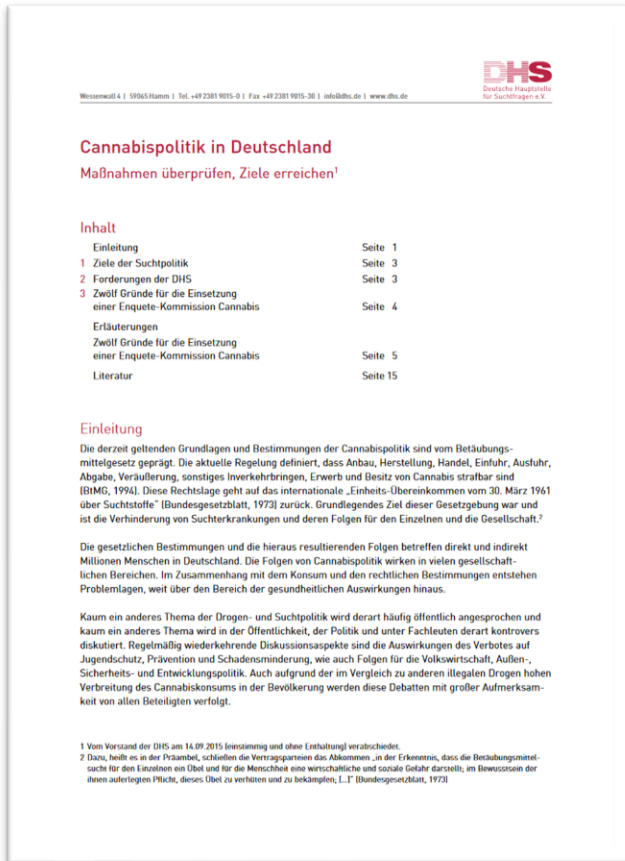 DHS
Deutsche Hauptstelle
für Suchtfragen e.V.
Westenwall 4 | 59065 Hamm | Tel. +49 2381 9015-0 | Fax +49 2381 9015-30 | info@dhs.de | www.dhs.de
Cannabispolitik in Deutschland
Maßnahmen überprüfen, Ziele erreichen¹
Inhalt
Einleitung Seite 1
1 Ziele der Suchtpolitik Seite 3
2 Forderungen der DHS Seite 3
3 Zwölf Gründe für die Einsetzung
einer Enquete-Kommission Cannabis Seite 4
Erläuterungen
Zwölf Gründe für die Einsetzung
einer Enquete-Kommission Cannabis Seite 5
Literatur Seite 15
Einleitung
Die derzeit geltenden Grundlagen und Bestimmungen der Cannabispolitik sind vom Betäubungs-
mittelgesetz geprägt. Die aktuelle Regelung definiert, dass Anbau, Herstellung, Handel, Einfuhr, Ausfuhr,
Abgabe, Veräußerung, sonstiges Inverkehrbringen, Erwerb und Besitz von Cannabis strafbar sind
(BtMG, 1994). Diese Rechtslage geht auf das internationale „Einheits-Übereinkommen vom 30. März 1961
über Suchtstoffe" (Bundesgesetzblatt, 1973) zurück. Grundlegendes Ziel dieser Gesetzgebung war und
ist die Verhinderung von Suchterkrankungen und deren Folgen für den Einzelnen und die Gesellschaft.²
Die gesetzlichen Bestimmungen und die hieraus resultierenden Folgen betreffen direkt und indirekt
Millionen Menschen in Deutschland. Die Folgen von Cannabispolitik wirken in vielen gesellschaft-
lichen Bereichen. Im Zusammenhang mit dem Konsum und den rechtlichen Bestimmungen entstehen
Problemlagen, weit über den Bereich der gesundheitlichen Auswirkungen hinaus.
Kaum ein anderes Thema der Drogen- und Suchtpolitik wird derart häufig öffentlich angesprochen und
kaum ein anderes Thema wird in der Öffentlichkeit, der Politik und unter Fachleuten derart kontrovers
diskutiert. Regelmäßig wiederkehrende Diskussionsaspekte sind die Auswirkungen des Verbotes auf
Jugendschutz, Prävention und Schadensminderung, wie auch Folgen für die Volkswirtschaft, Außen-,
Sicherheits- und Entwicklungspolitik. Auch aufgrund der im Vergleich zu anderen illegalen Drogen hohen
Verbreitung des Cannabiskonsums in der Bevölkerung werden diese Debatten mit großer Aufmerksam-
keit von allen Beteiligten verfolgt.
1 Vom Vorstand der DHS am 14.09.2015 (einstimmig und ohne Enthaltung) verabschiedet.
2 Dazu, heißt es in der Präambel, schließen die Vertragsparteien das Abkommen „in der Erkenntnis, dass die Betäubungsmittel-
sucht für den Einzelnen ein Übel und für die Menschheit eine wirtschaftliche und soziale Gefahr darstellt; im Bewusstsein der
ihnen auferlegten Pflicht, dieses Übel zu verhüten und zu bekämpfen; [...]" (Bundesgesetzblatt, 1973)